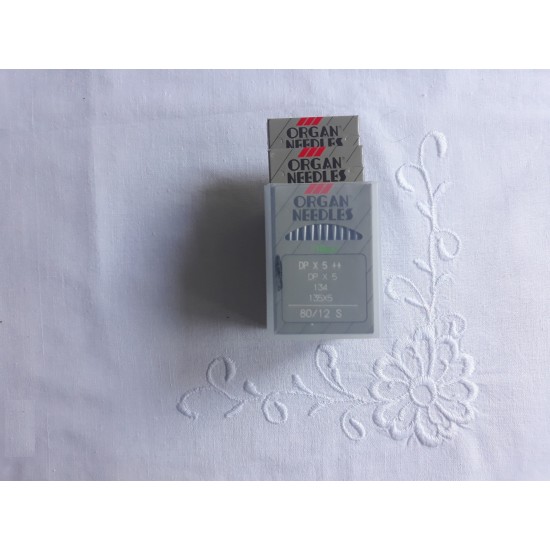 ORGAN®
NEEDLES
ORGAN®
NEEDLES
ORGAN
NEEDLES
DP X 5 ++
DP X 5
134
135X5
80/12 S